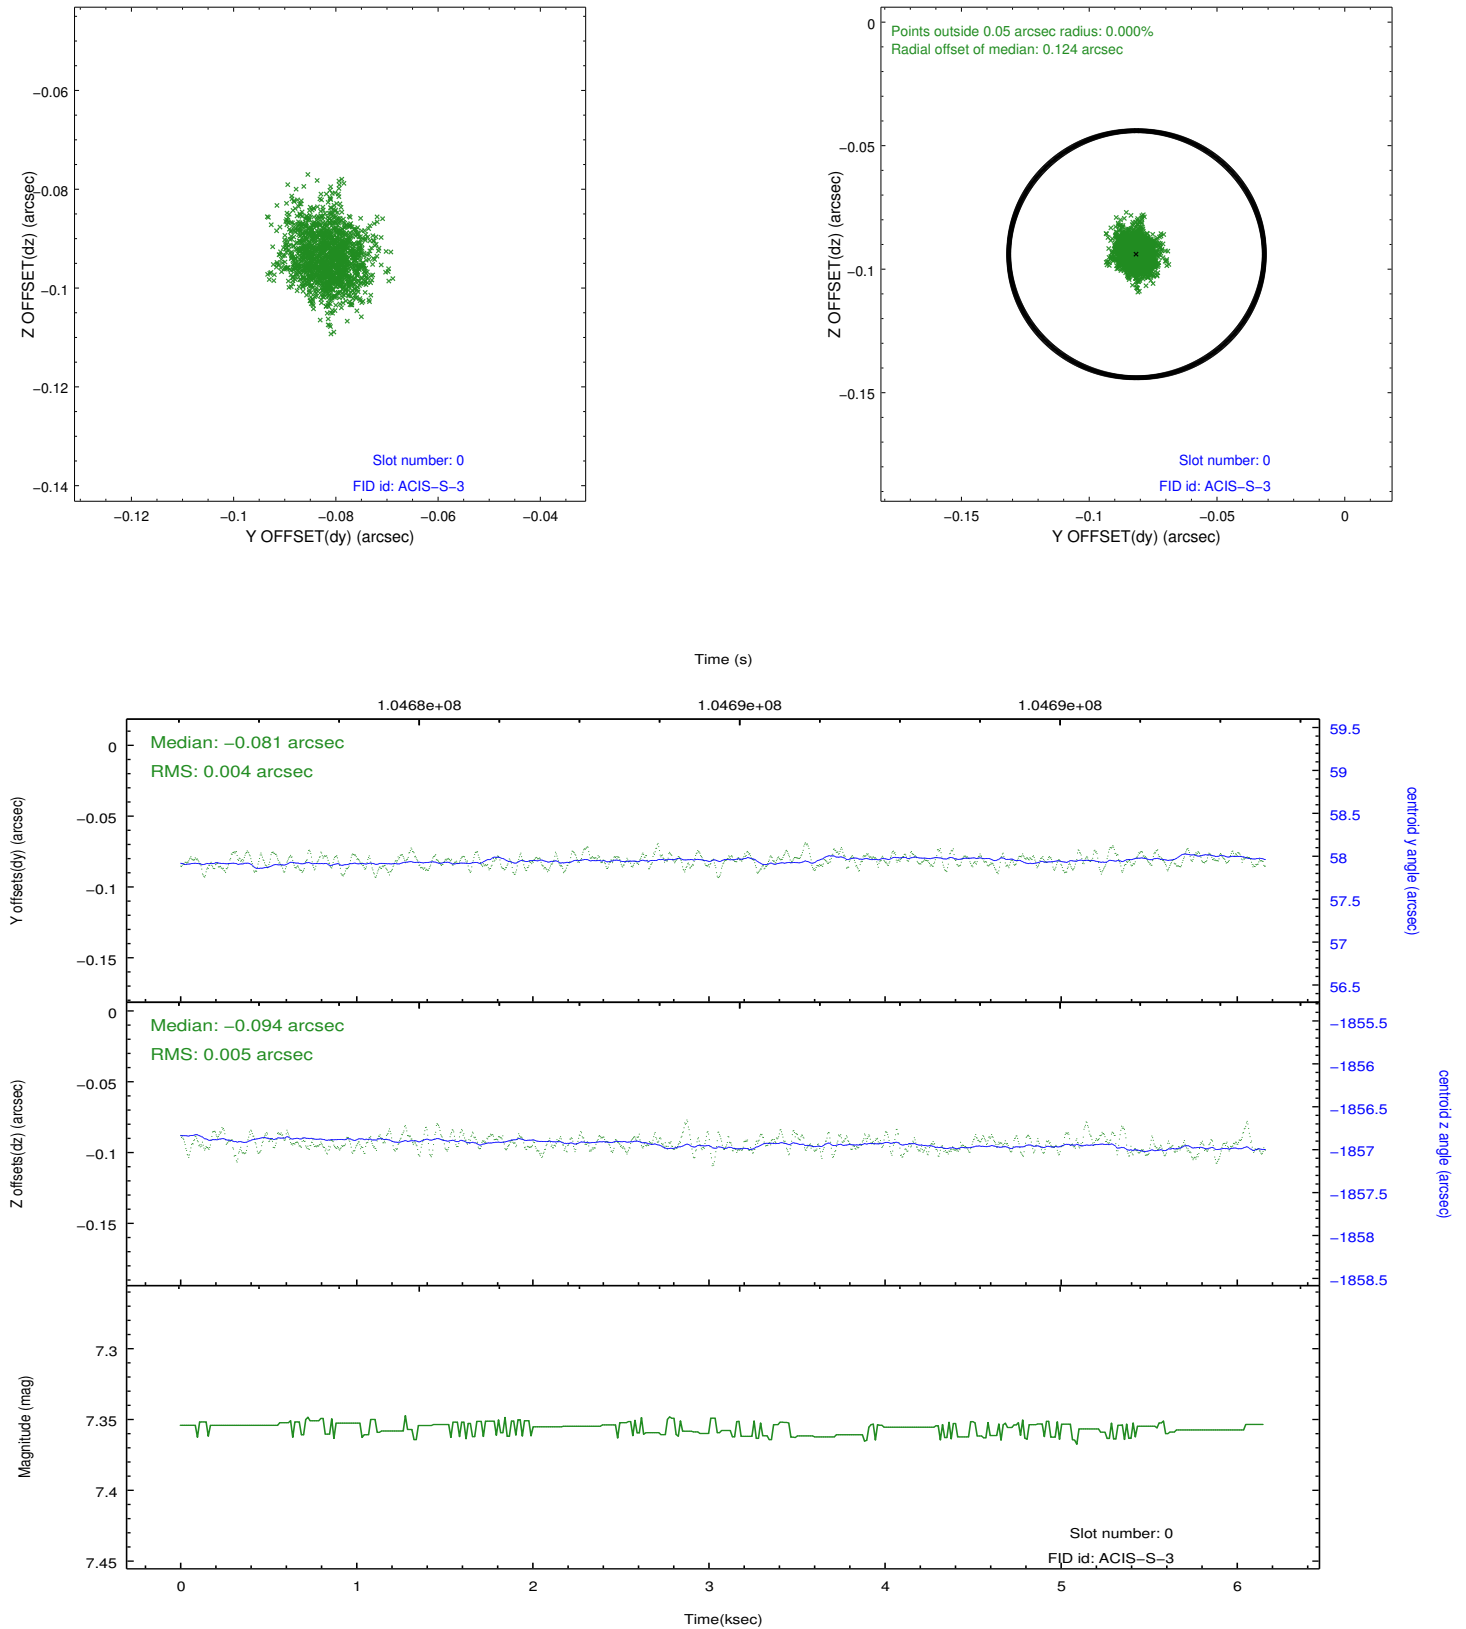 −0.06
−0.08
−0.1
−0.12
−0.14
Z OFFSET(dz) (arcsec)
Slot number: 0
FID id: ACIS−S−3
−0.12
−0.1
−0.08
−0.06
−0.04
Y OFFSET(dy) (arcsec)
Points outside 0.05 arcsec radius: 0.000%
Radial offset of median: 0.124 arcsec
0
−0.05
−0.1
−0.15
Z OFFSET(dz) (arcsec)
Slot number: 0
FID id: ACIS−S−3
−0.15
−0.1
−0.05
0
Y OFFSET(dy) (arcsec)
Time (s)
1.0468e+08
1.0469e+08
1.0469e+08
Median: −0.081 arcsec
RMS: 0.004 arcsec
0
−0.05
−0.1
−0.15
Y offsets(dy) (arcsec)
59.5
59
58.5
58
57.5
57
56.5
centroid y angle (arcsec)
Median: −0.094 arcsec
RMS: 0.005 arcsec
0
−0.05
−0.1
−0.15
Z offsets(dz) (arcsec)
−1855.5
−1856
−1856.5
−1857
−1857.5
−1858
−1858.5
centroid z angle (arcsec)
7.3
7.35
7.4
7.45
Magnitude (mag)
Slot number: 0
FID id: ACIS−S−3
0
1
2
3
4
5
6
Time(ksec)